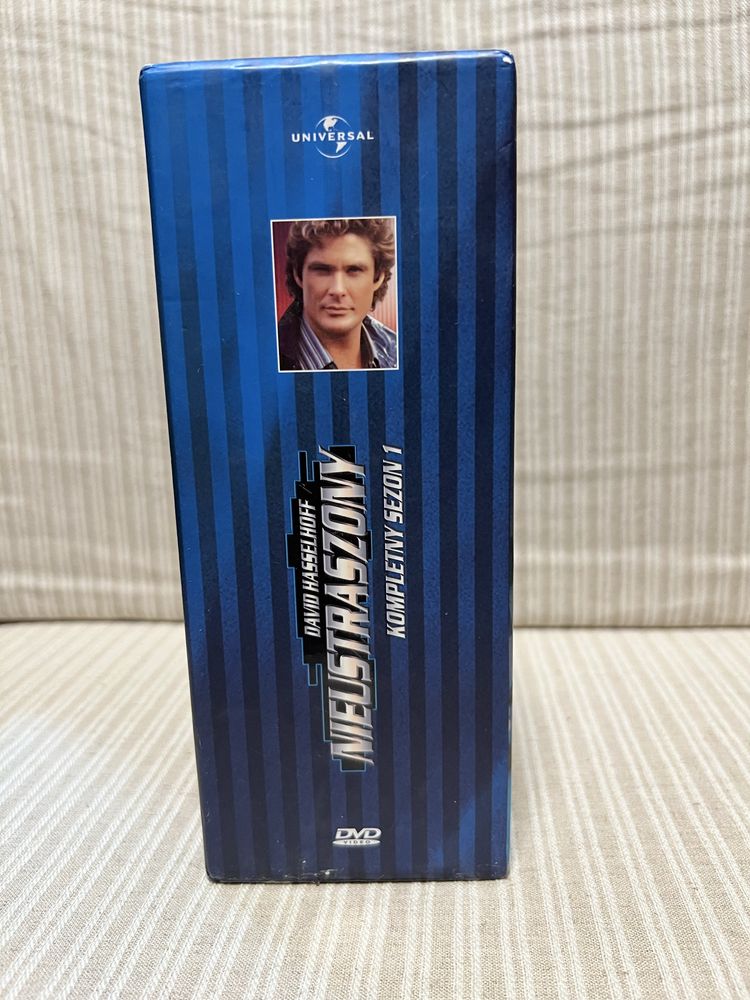 UNIVERSAL
DAVID HASSELHOFF
NIEUSTRASZONY
KOMPLETNY SEZON 1
DVD
VIDEO